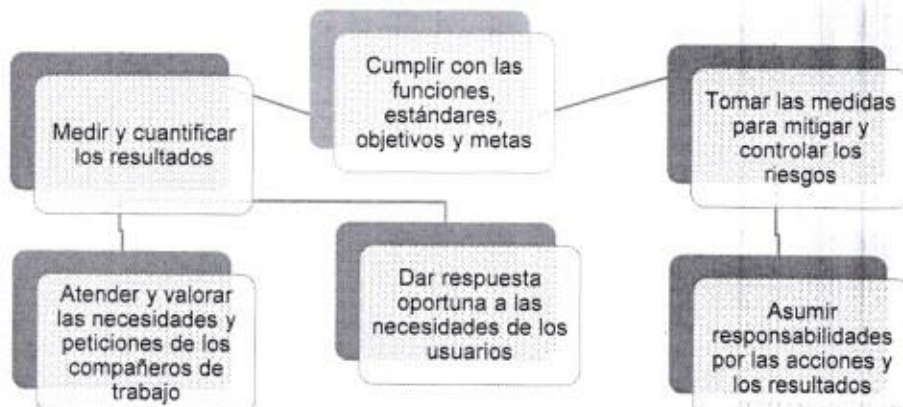 Cumplir con las
funciones,
estándares,
objetivos y metas
Medir y cuantificar
los resultados
Tomar las medidas
para mitigar y
controlar los
riesgos
Atender y valorar
las necesidades y
peticiones de los
compañeros de
trabajo
Dar respuesta
oportuna a las
necesidades de los
usuarios
Asumir
responsabilidades
por las acciones y
los resultados